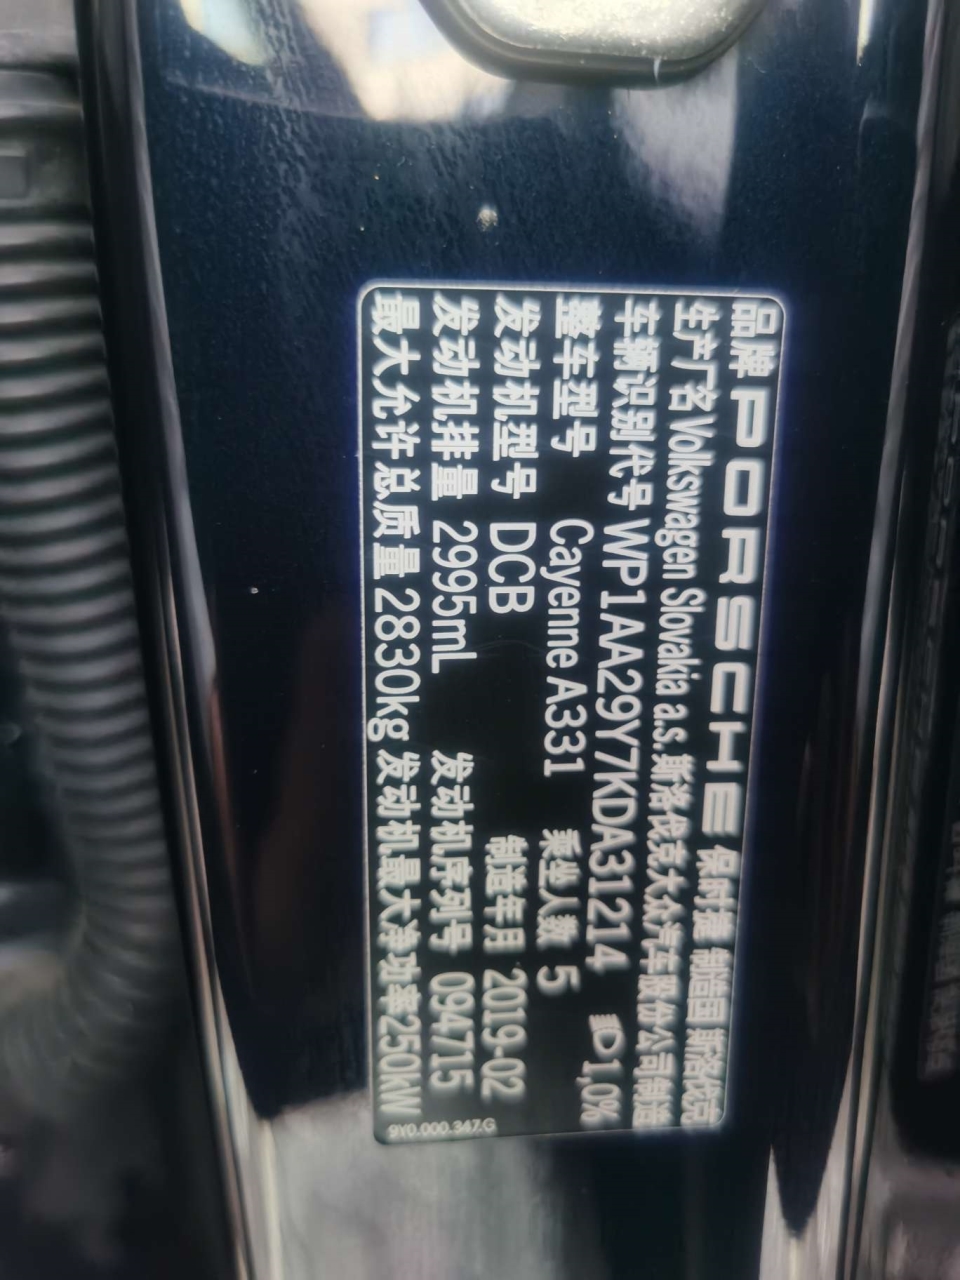 品牌 PORSCHE 保时捷 制造国 斯洛伐克
生产厂名 Volkswagen Slovakia a.s. 斯洛伐克大众汽车股份公司制造
车辆识别代号 WP1AA29Y7KDA31214 1,0%
整车型号 Cayenne A331 乘坐人数 5
发动机型号 DCB 制造年月 2019-02
发动机排量 2995mL 发动机序列号 094715
最大允许总质量 2830kg 发动机最大净功率 250kW
9Y0.000.347.G